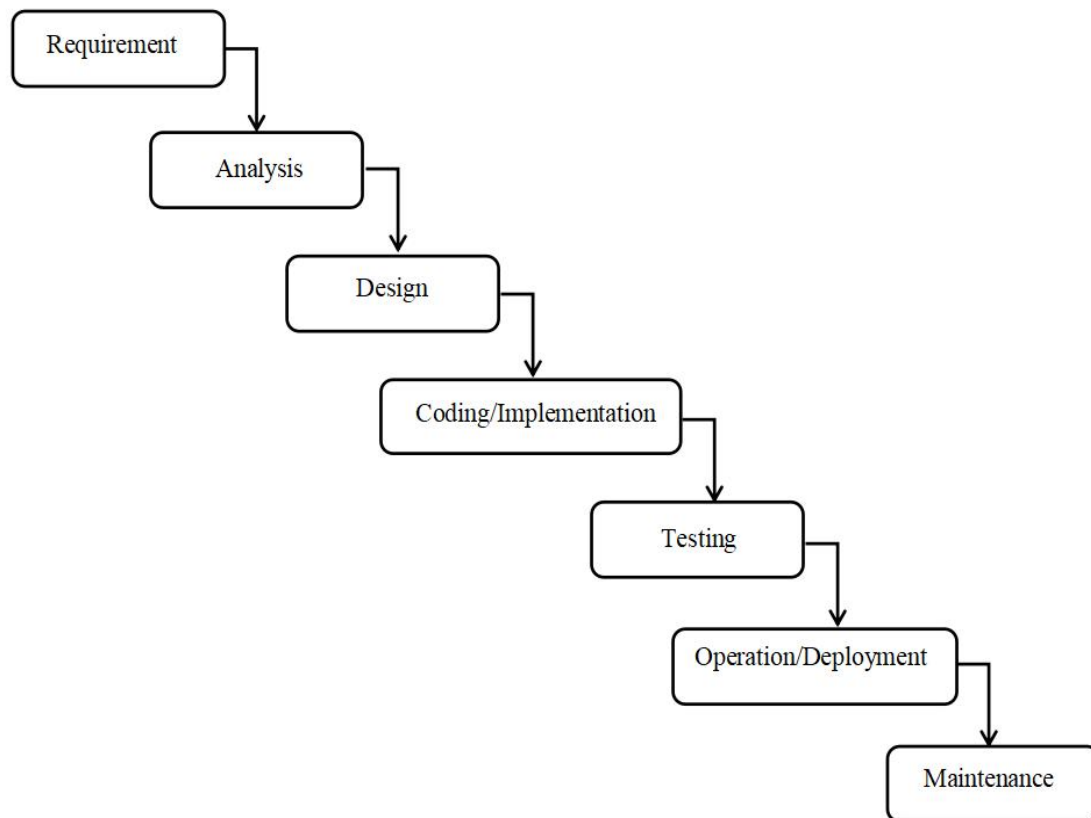 Requirement
Analysis
Design
Coding/Implementation
Testing
Operation/Deployment
Maintenance